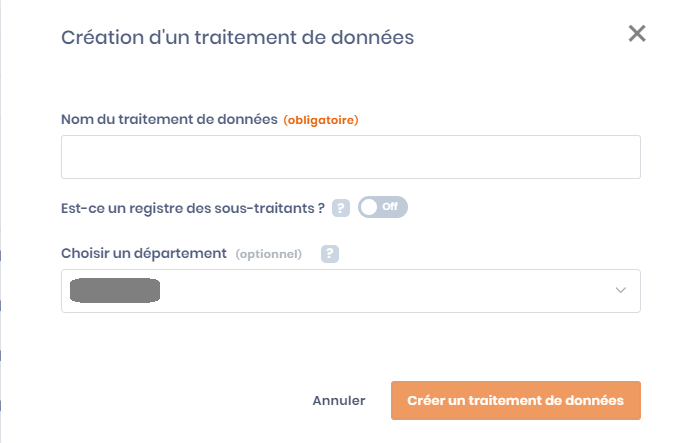 Création d'un traitement de données
Nom du traitement de données (obligatoire)
Est-ce un registre des sous-traitants ? ? Off
Choisir un département (optionnel) ?
Annuler Créer un traitement de données